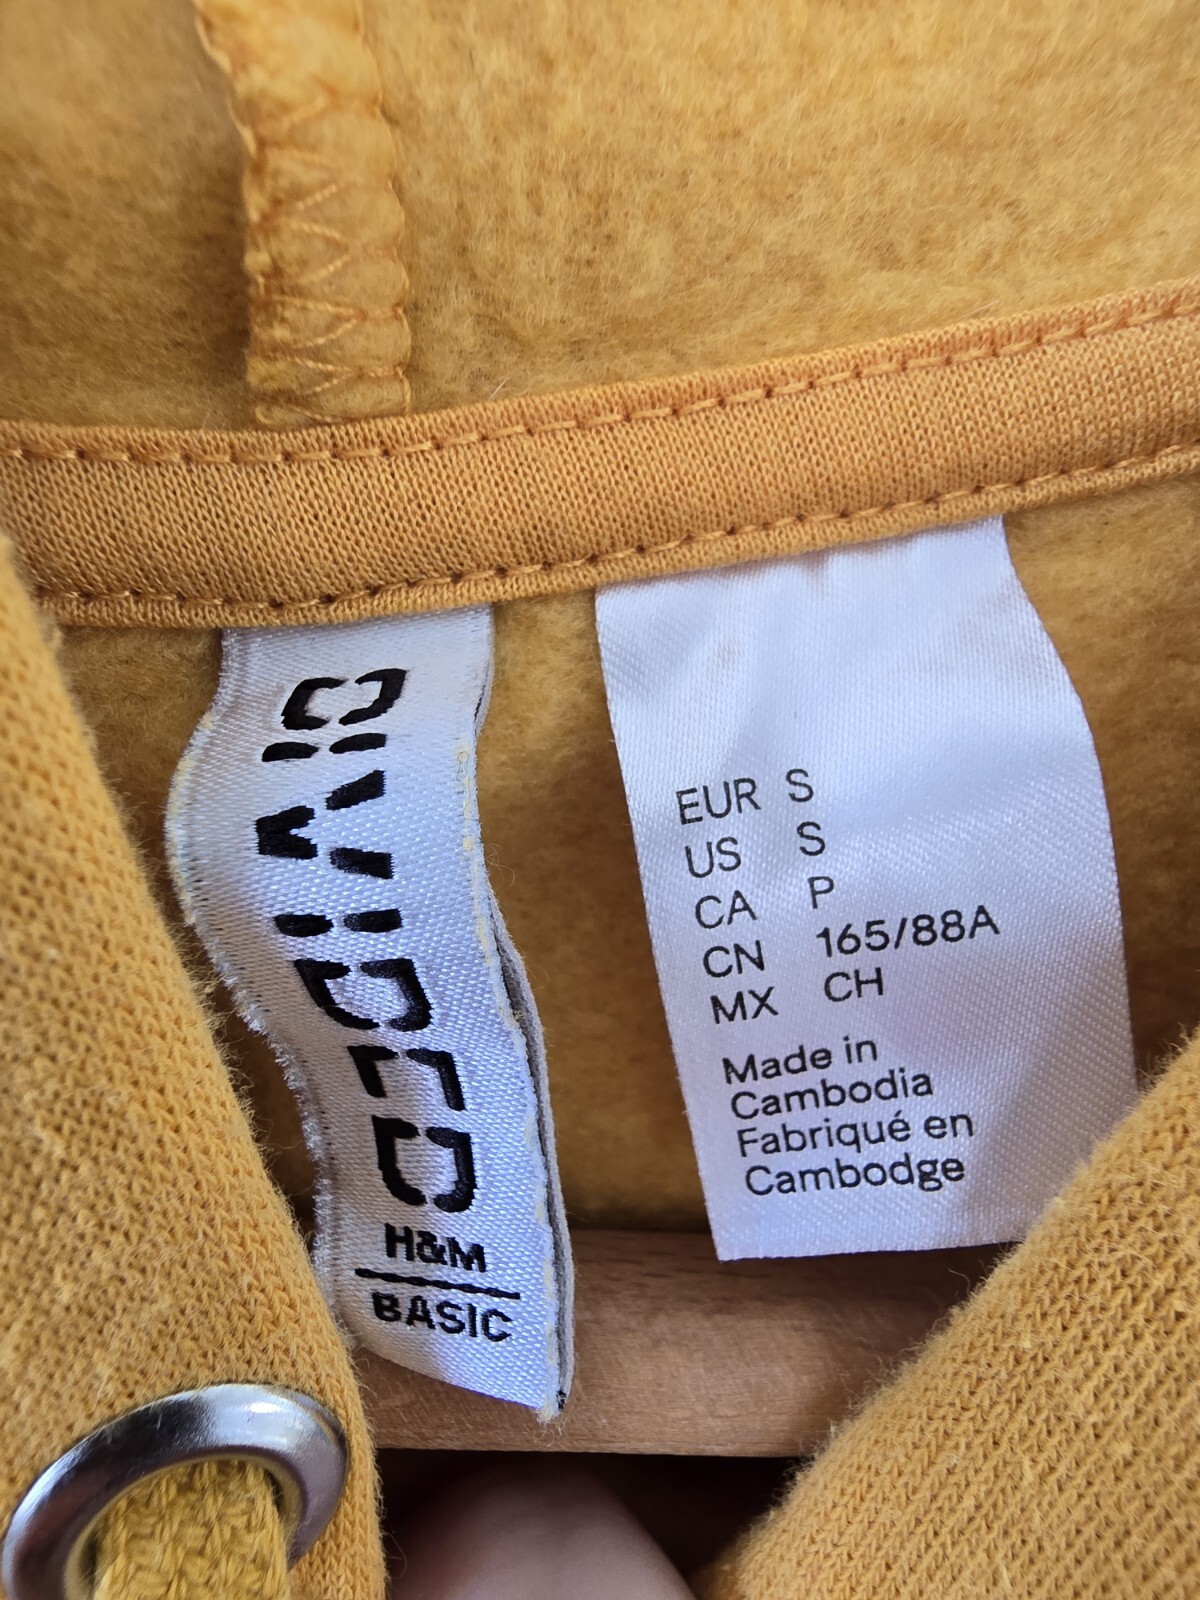 DIVIDED
H&M
BASIC
EUR S
US S
CA P
CN 165/88A
MX CH
Made in
Cambodia
Fabriqué en
Cambodge